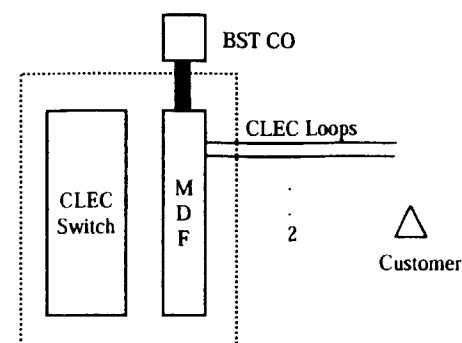 BST CO
CLEC Loops
CLEC
Switch
M
D
F
2
Customer